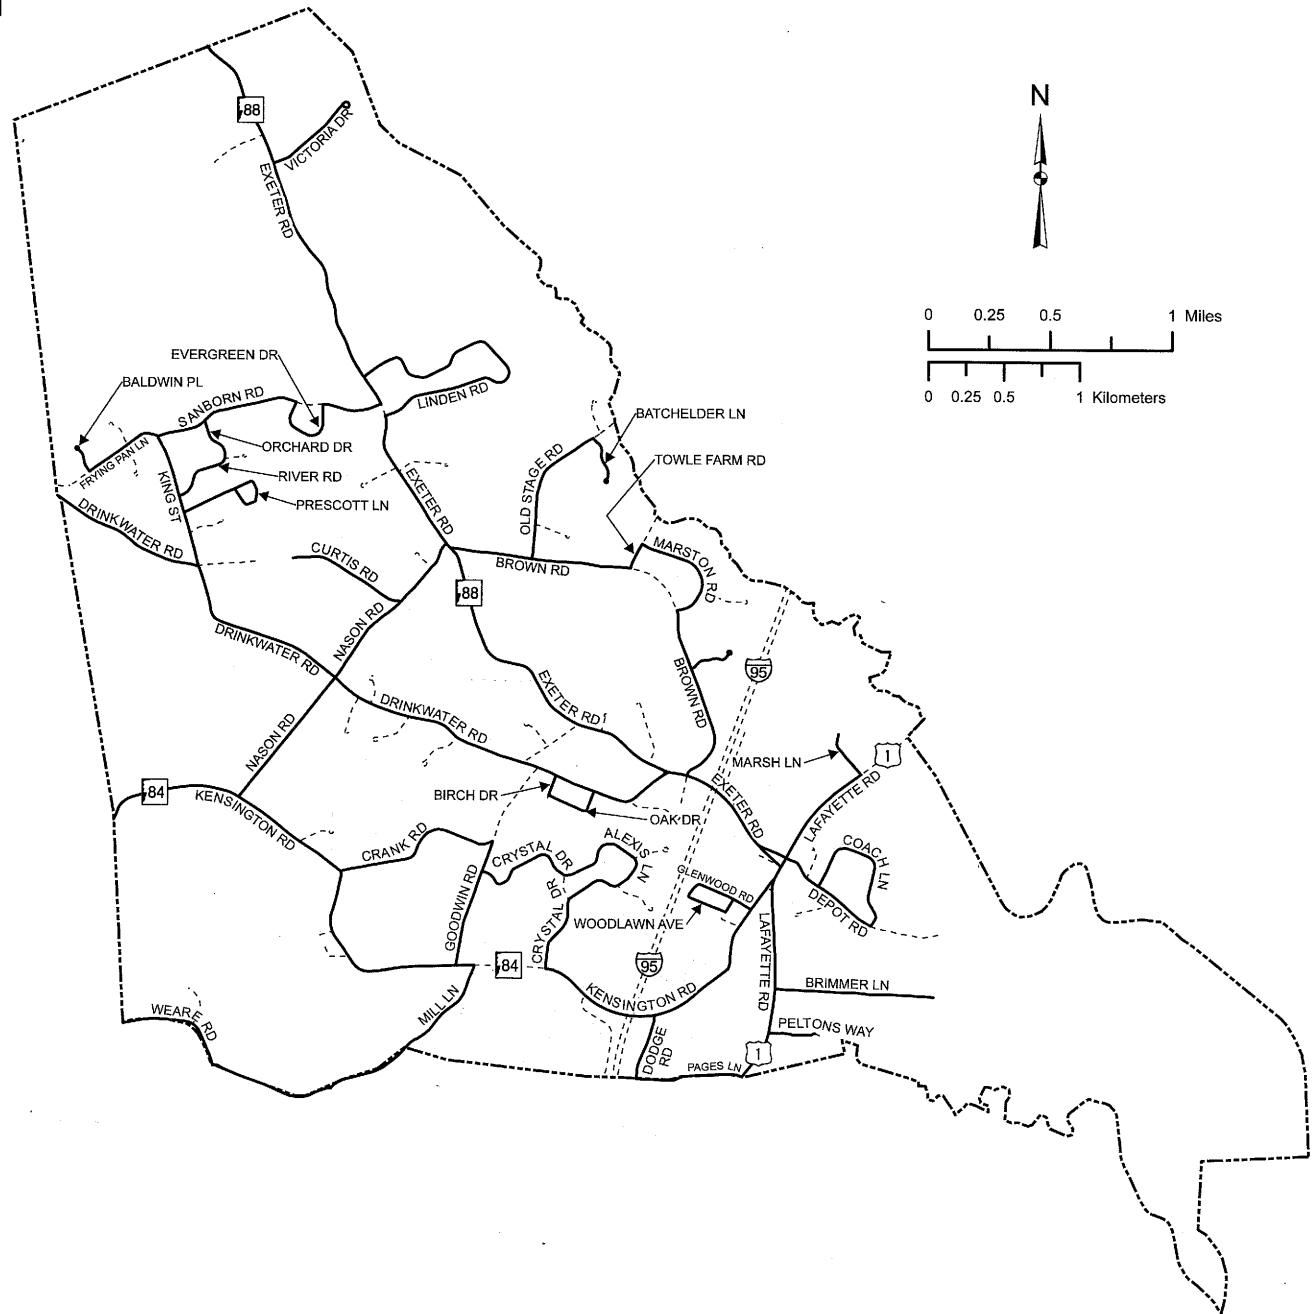 N
88
VICTORIA DR
EXETER RD
0 0.25 0.5 1 Miles
0 0.25 0.5 1 Kilometers
EVERGREEN DR
BALDWIN PL
SANBORN RD
LINDEN RD
BATCHELDER LN
FRYING PAN LN
ORCHARD DR
TOWLE FARM RD
RIVER RD
KING ST
PRESCOTT LN
EXETER RD
OLD STAGE RD
DRINKWATER RD
CURTIS RD
BROWN RD
MARSTON RD
88
NASON RD
DRINKWATER RD
95
BROWN RD
EXETER RD
DRINKWATER RD
NASON RD
MARSH LN
1
84
BIRCH DR
EXETER RD
LAFAYETTE RD
KENSINGTON RD
OAK DR
CRANK RD
CRYSTAL DR
ALEXIS LN
COACH LN
GLENWOOD RD
GOODWIN RD
CRYSTAL DR
WOODLAWN AVE
DEPOT RD
84
95
LAFAYETTE RD
BRIMMER LN
KENSINGTON RD
MILL LN
WEARE RD
PELTONS WAY
DODGE RD
1
PAGES LN